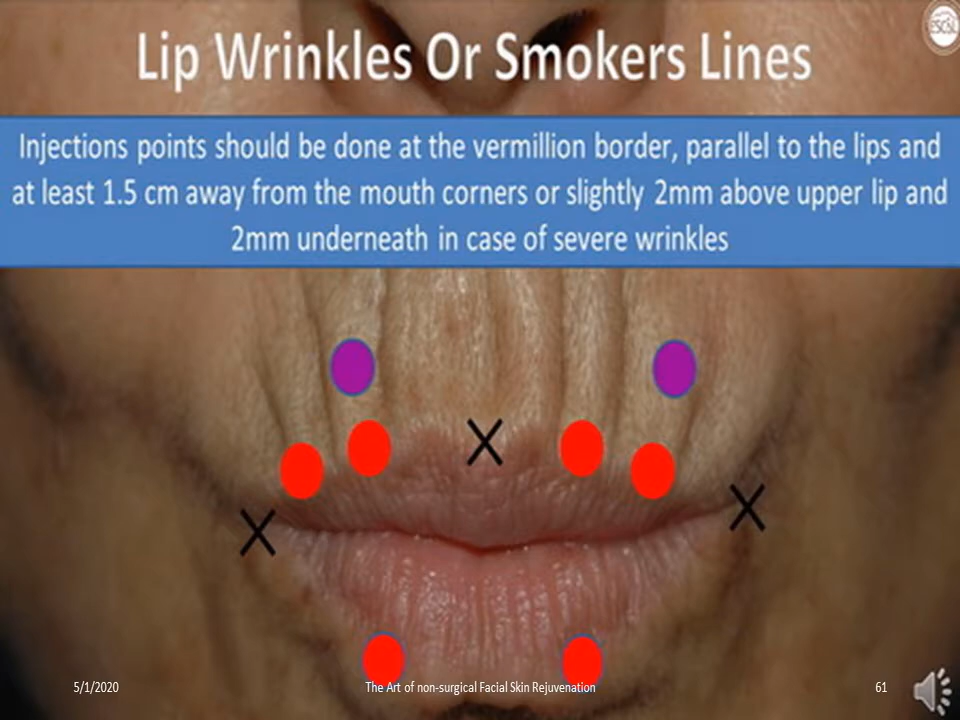 Lip Wrinkles Or Smokers Lines
Injections points should be done at the vermillion border, parallel to the lips and
at least 1.5 cm away from the mouth corners or slightly 2mm above upper lip and
2mm underneath in case of severe wrinkles
5/1/2020
The Art of non-surgical Facial Skin Rejuvenation
61